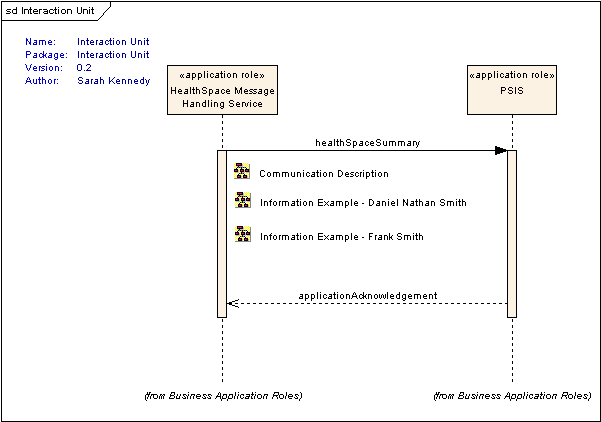 sd Interaction Unit
Name: Interaction Unit
Package: Interaction Unit
Version: 0.2
Author: Sarah Kennedy
«application role»
HealthSpace Message
Handling Service
«application role»
PSIS
healthSpaceSummary
Communication Description
Information Example - Daniel Nathan Smith
Information Example - Frank Smith
applicationAcknowledgement
(from Business Application Roles)
(from Business Application Roles)